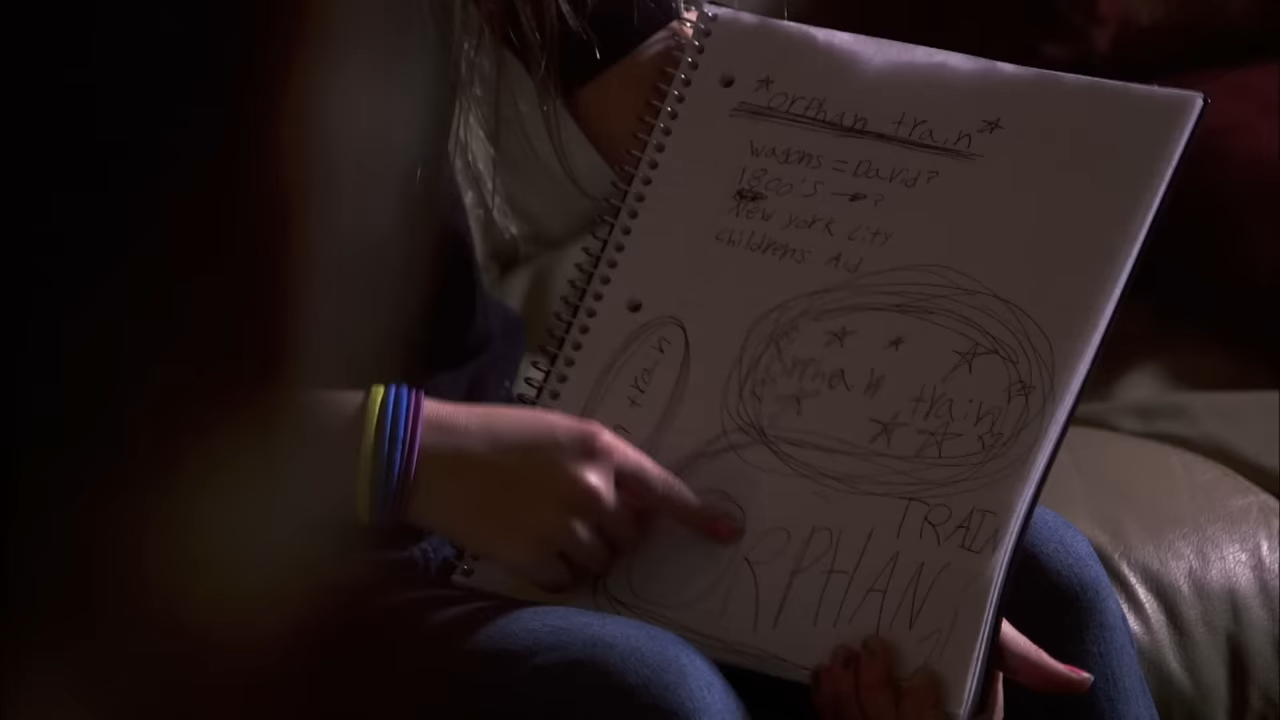 *orphan train*
wagons = David?
1800's → ?
New york City
childrens Aid
train
orphan train
TRAIN
ORPHAN